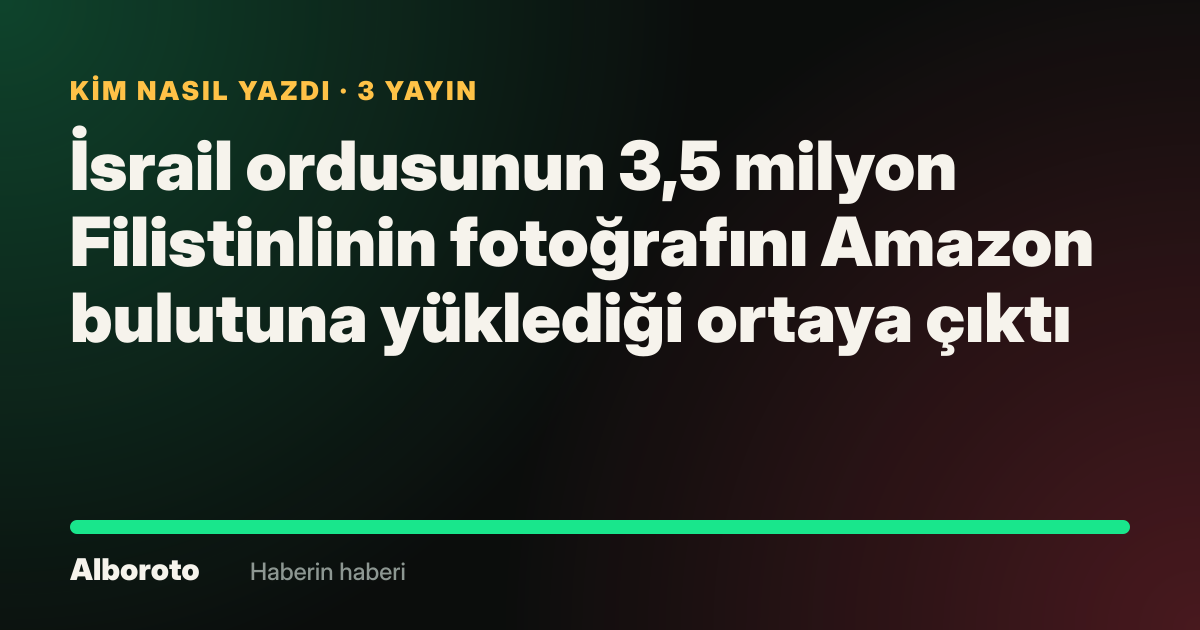 KİM NASIL YAZDI · 3 YAYIN
İsrail ordusunun 3,5 milyon
Filistinlinin fotoğrafını Amazon
bulutuna yüklediği ortaya çıktı
Alboroto Haberin haberi